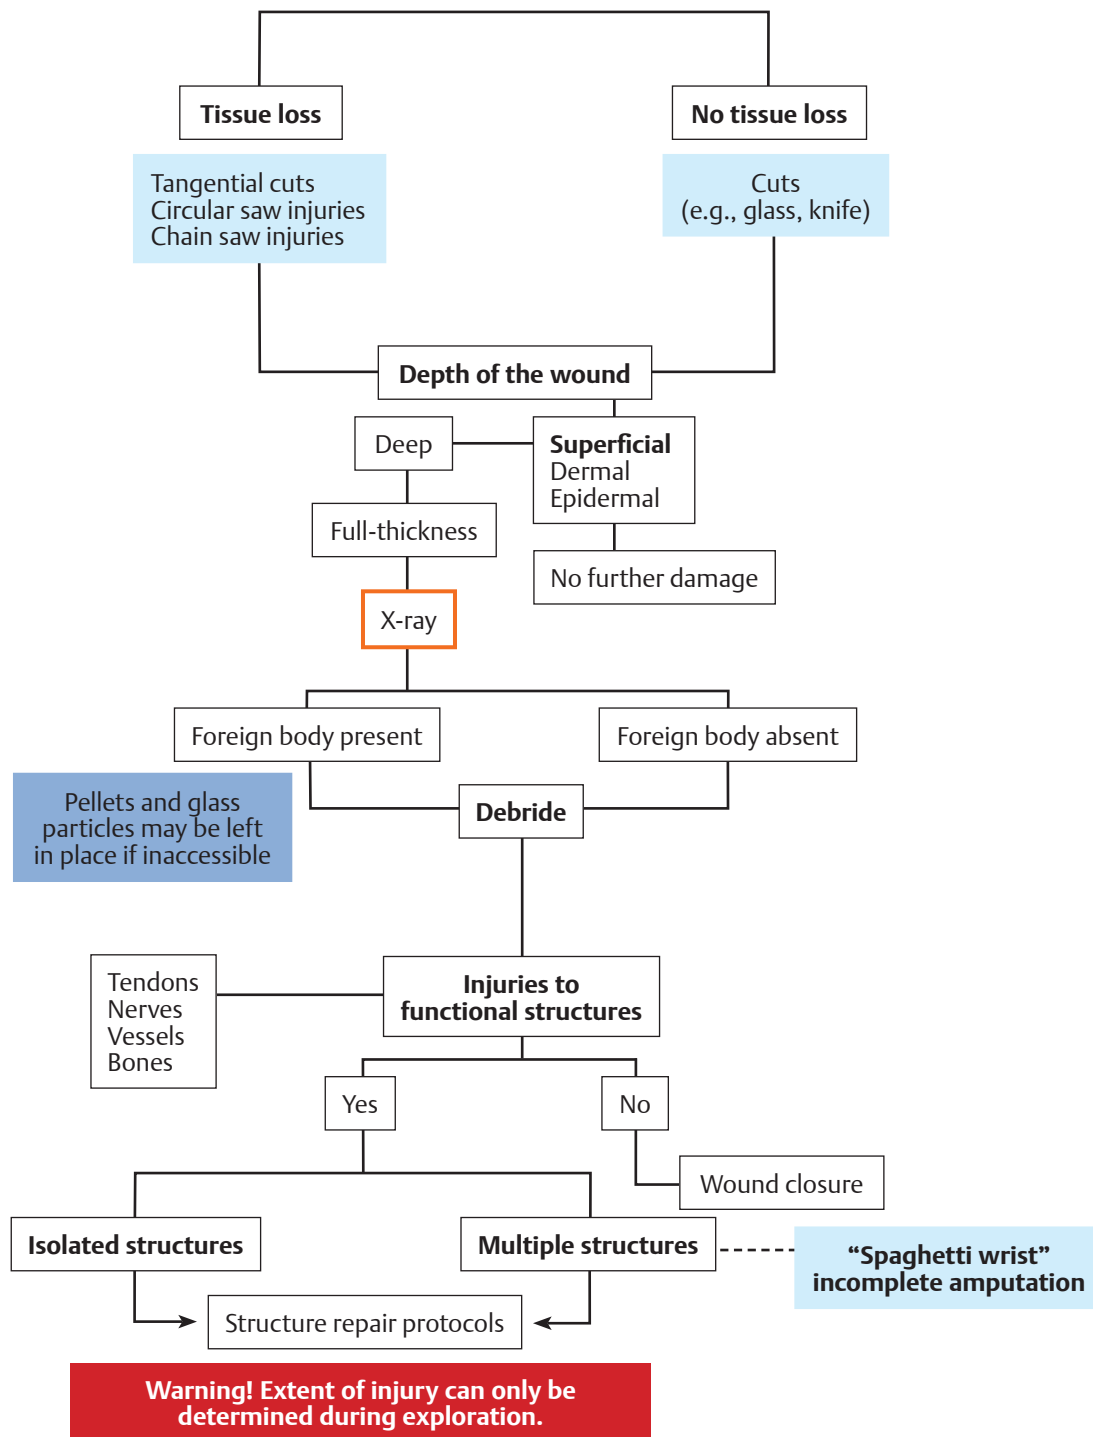 Tissue loss
No tissue loss
Tangential cuts
Circular saw injuries
Chain saw injuries
Cuts
(e.g., glass, knife)
Depth of the wound
Deep
Superficial
Dermal
Epidermal
Full-thickness
No further damage
X-ray
Foreign body present
Foreign body absent
Pellets and glass
particles may be left
in place if inaccessible
Debride
Tendons
Nerves
Vessels
Bones
Injuries to
functional structures
Yes
No
Wound closure
Isolated structures
Multiple structures
“Spaghetti wrist”
incomplete amputation
Structure repair protocols
Warning! Extent of injury can only be
determined during exploration.